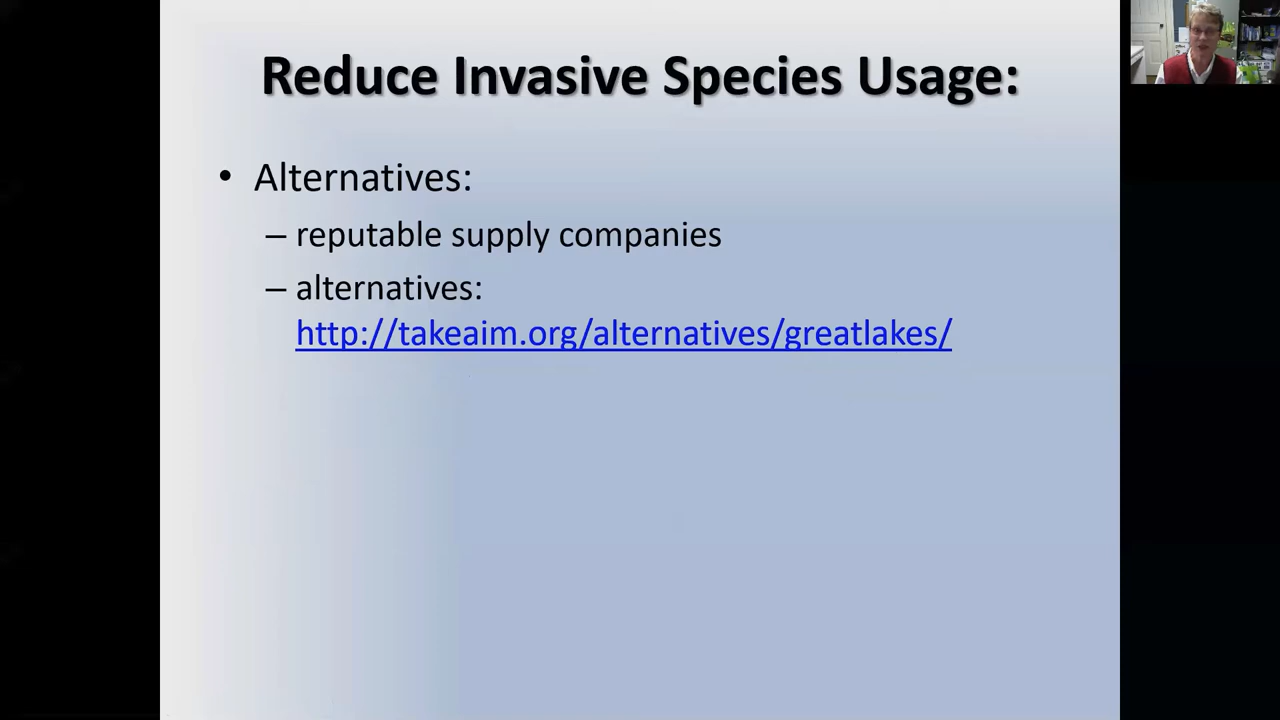 Reduce Invasive Species Usage:
• Alternatives:
– reputable supply companies
– alternatives:
http://takeaim.org/alternatives/greatlakes/